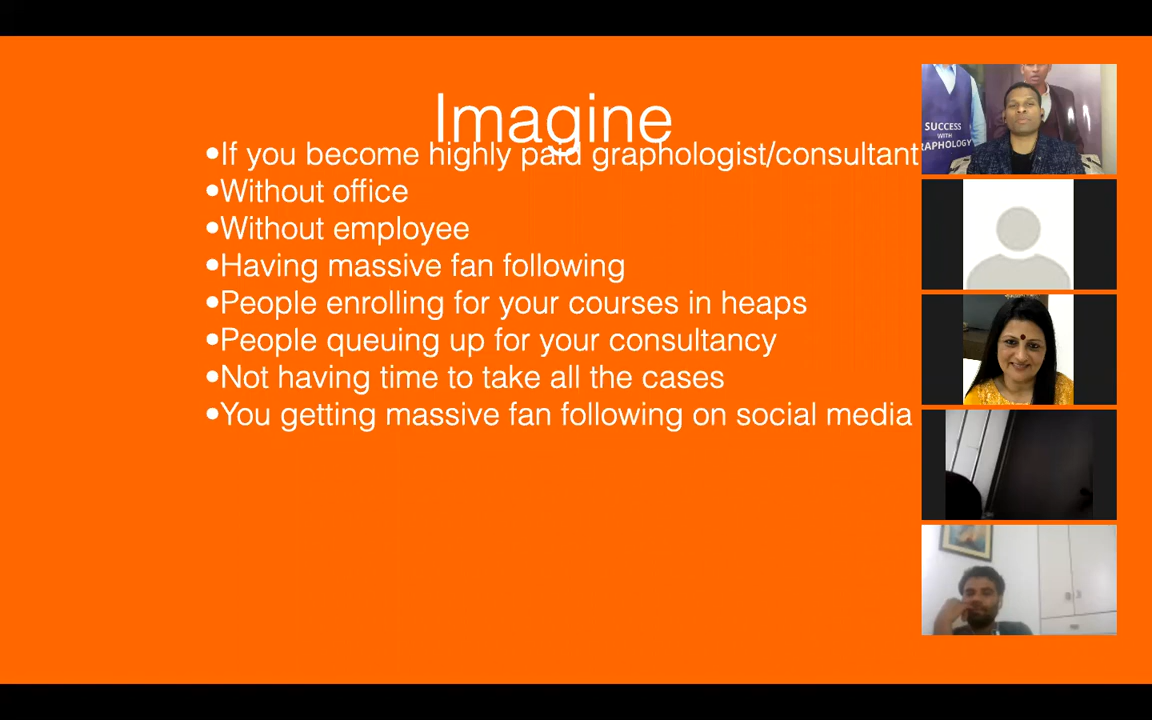 Imagine
•If you become highly paid graphologist/consultant
•Without office
•Without employee
•Having massive fan following
•People enrolling for your courses in heaps
•People queuing up for your consultancy
•Not having time to take all the cases
•You getting massive fan following on social media
SUCCESS
WITH
RAPHOLOGY